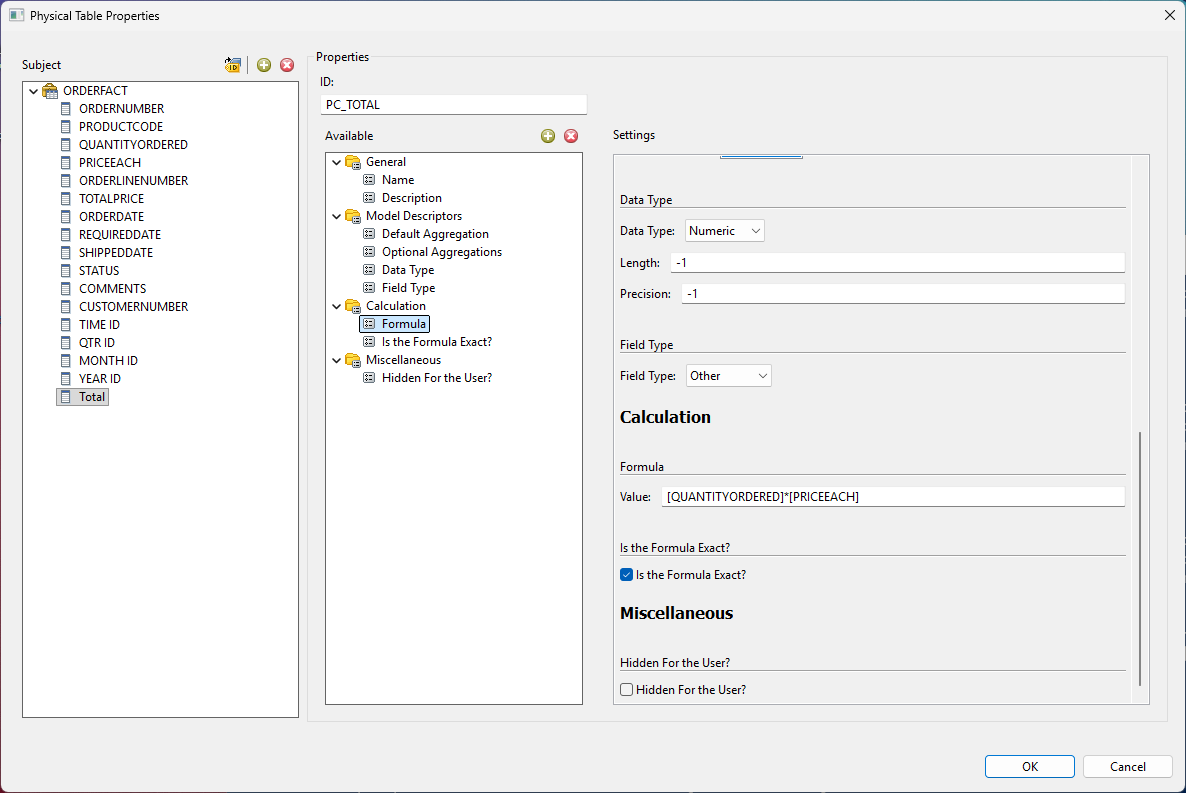 Physical Table Properties
Subject
ORDERFACT
ORDERNUMBER
PRODUCTCODE
QUANTITYORDERED
PRICEEACH
ORDERLINENUMBER
TOTALPRICE
ORDERDATE
REQUIREDDATE
SHIPPEDDATE
STATUS
COMMENTS
CUSTOMERNUMBER
TIME ID
QTR ID
MONTH ID
YEAR ID
Total
Properties
ID:
PC_TOTAL
Available
General
Name
Description
Model Descriptors
Default Aggregation
Optional Aggregations
Data Type
Field Type
Calculation
Formula
Is the Formula Exact?
Miscellaneous
Hidden For the User?
Settings
Data Type
Data Type: Numeric
Length: -1
Precision: -1
Field Type
Field Type: Other
Calculation
Formula
Value: [QUANTITYORDERED]*[PRICEEACH]
Is the Formula Exact?
Is the Formula Exact?
Miscellaneous
Hidden For the User?
Hidden For the User?
OK Cancel